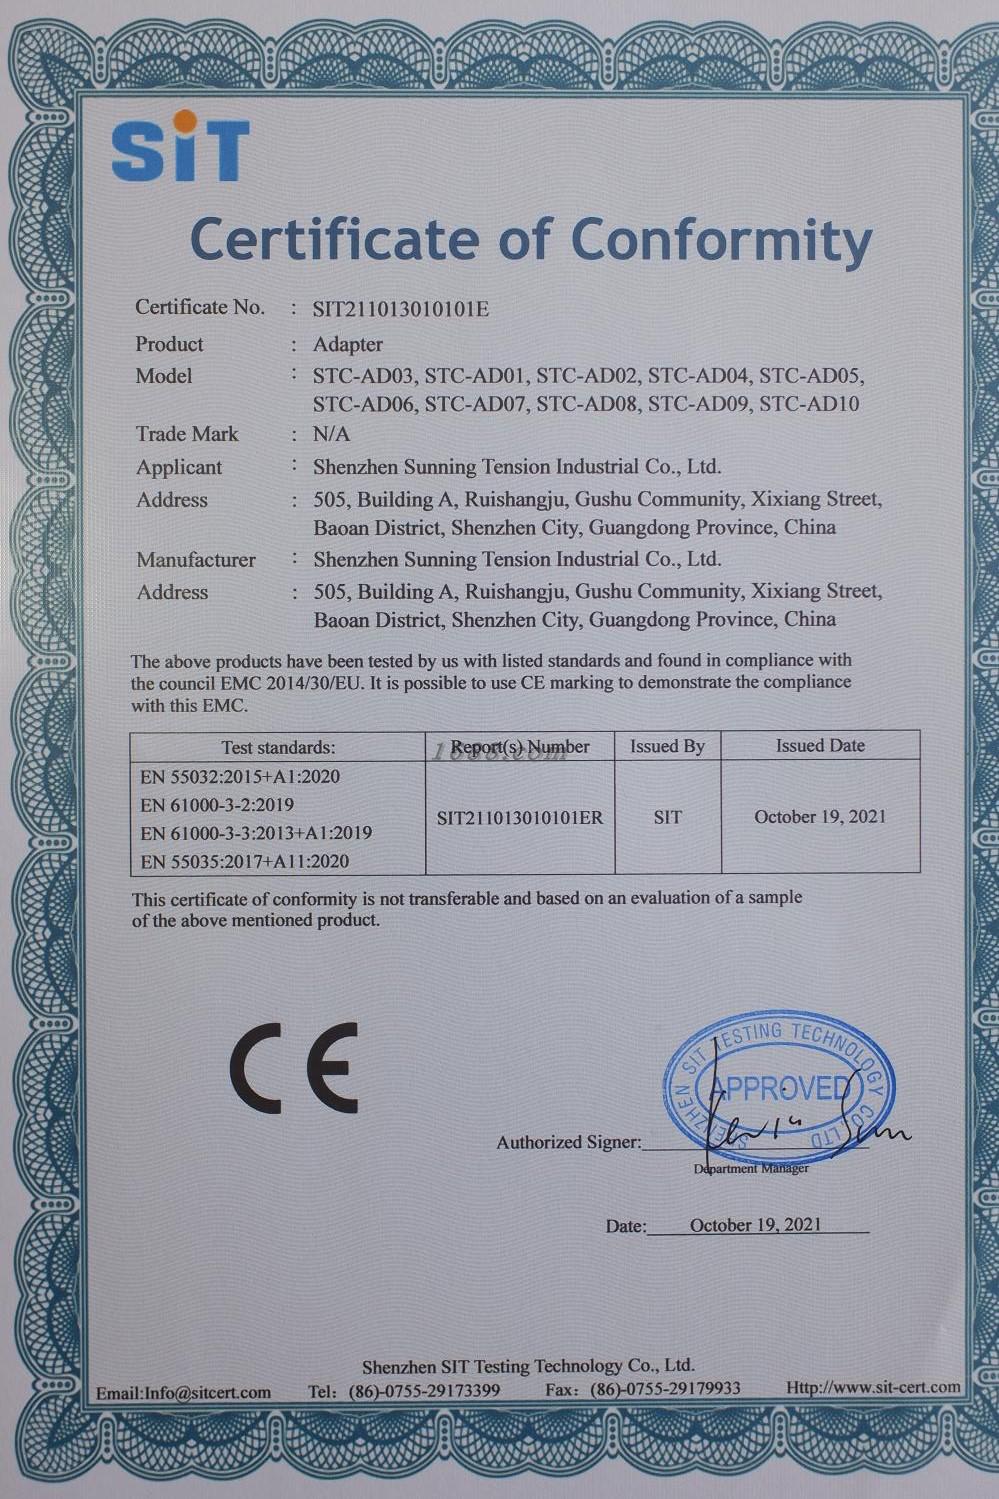 SiT
Certificate of Conformity
Certificate No. : SIT211013010101E
Product : Adapter
Model : STC-AD03, STC-AD01, STC-AD02, STC-AD04, STC-AD05,
STC-AD06, STC-AD07, STC-AD08, STC-AD09, STC-AD10
Trade Mark : N/A
Applicant : Shenzhen Sunning Tension Industrial Co., Ltd.
Address : 505, Building A, Ruishangju, Gushu Community, Xixiang Street,
Baoan District, Shenzhen City, Guangdong Province, China
Manufacturer : Shenzhen Sunning Tension Industrial Co., Ltd.
Address : 505, Building A, Ruishangju, Gushu Community, Xixiang Street,
Baoan District, Shenzhen City, Guangdong Province, China
The above products have been tested by us with listed standards and found in compliance with
the council EMC 2014/30/EU. It is possible to use CE marking to demonstrate the compliance
with this EMC.
Test standards: Report(s) Number Issued By Issued Date
1688.com
EN 55032:2015+A1:2020
EN 61000-3-2:2019
EN 61000-3-3:2013+A1:2019
EN 55035:2017+A11:2020
SIT211013010101ER SIT October 19, 2021
This certificate of conformity is not transferable and based on an evaluation of a sample
of the above mentioned product.
CE
SHENZHEN SIT TESTING TECHNOLOGY CO.,LTD
APPROVED
Authorized Signer:
Department Manager
Date: October 19, 2021
Shenzhen SIT Testing Technology Co., Ltd.
Email:Info@sitcert.com Tel: (86)-0755-29173399 Fax: (86)-0755-29179933 Http://www.sit-cert.com